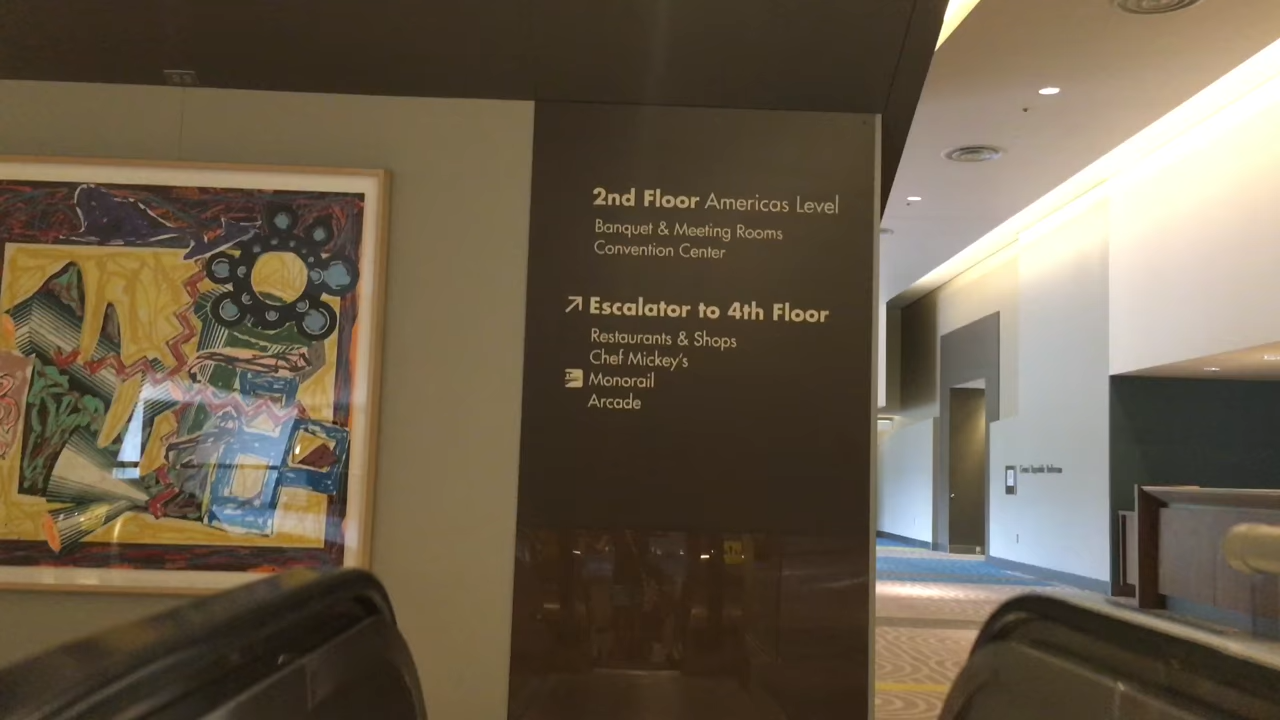 2nd Floor Americas Level
Banquet & Meeting Rooms
Convention Center
Escalator to 4th Floor
Restaurants & Shops
Chef Mickey's
Monorail
Arcade